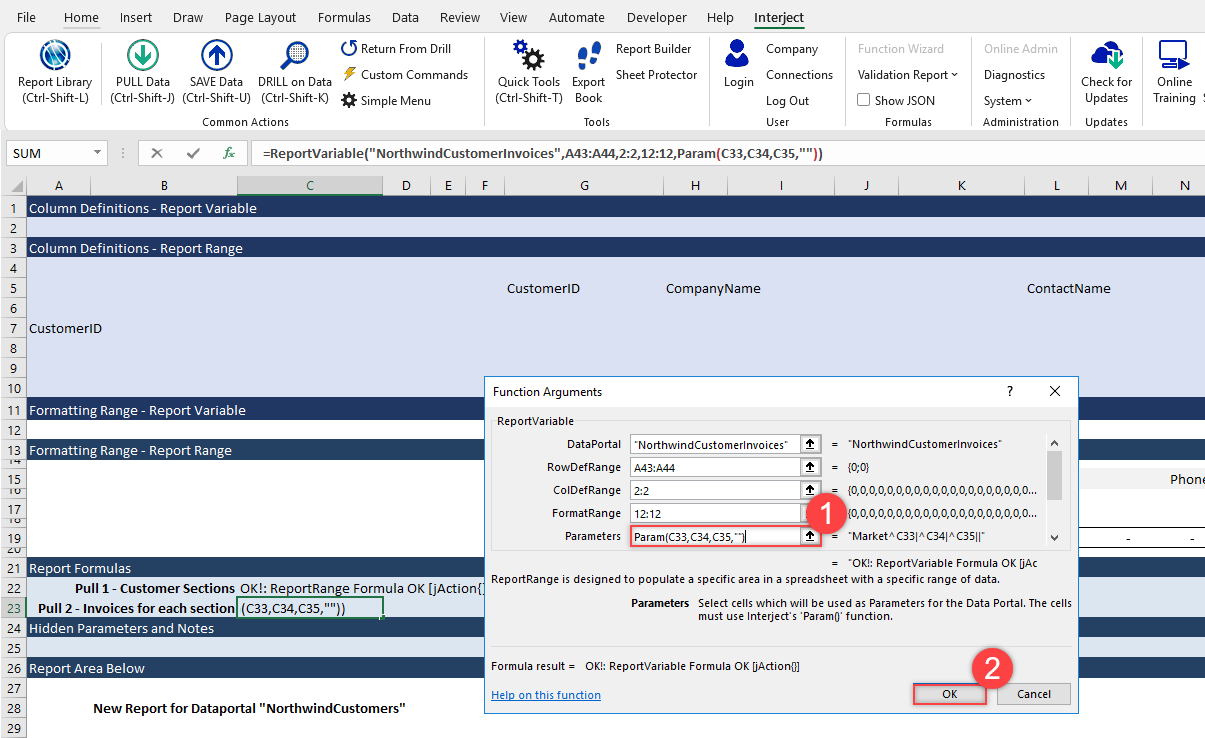 File Home Insert Draw Page Layout Formulas Data Review View Automate Developer Help Interject
Report Library (Ctrl-Shift-L)
PULL Data (Ctrl-Shift-J)
SAVE Data (Ctrl-Shift-U)
DRILL on Data (Ctrl-Shift-K)
Return From Drill
Custom Commands
Simple Menu
Common Actions
Quick Tools (Ctrl-Shift-T)
Export Book
Report Builder
Sheet Protector
Tools
Login
Company
Connections
Log Out
User
Function Wizard
Validation Report
Show JSON
Formulas
Online Admin
Diagnostics
System
Administration
Check for Updates
Updates
Online Training
SUM fx =ReportVariable("NorthwindCustomerInvoices",A43:A44,2:2,12:12,Param(C33,C34,C35,""))
A B C D E F G H I J K L M N
1 Column Definitions - Report Variable
2
3 Column Definitions - Report Range
4
5 CustomerID CompanyName ContactName
6
7 CustomerID
8
9
10
11 Formatting Range - Report Variable
12
13 Formatting Range - Report Range
14
15 Phone
16
17
18
19 - -
20
21 Report Formulas
22 Pull 1 - Customer Sections OK!: ReportRange Formula OK [jAction{}]
23 Pull 2 - Invoices for each section (C33,C34,C35,""))
24 Hidden Parameters and Notes
25
26 Report Area Below
27
28 New Report for Dataportal "NorthwindCustomers"
29
Function Arguments ?
ReportVariable
DataPortal "NorthwindCustomerInvoices" = "NorthwindCustomerInvoices"
RowDefRange A43:A44 = {0;0}
ColDefRange 2:2 = {0,0,0,0,0,0,0,0,0,0,0,0,0,0,0,0,0,0,0,0,0...
FormatRange 12:12 {0,0,0,0,0,0,0,0,0,0,0,0,0,0,0,0,0,0,0,0,0...
1
Parameters Param(C33,C34,C35,"") = "Market^C33|^C34|^C35||"
= "OK!: ReportVariable Formula OK [jAc
ReportRange is designed to populate a specific area in a spreadsheet with a specific range of data.
Parameters Select cells which will be used as Parameters for the Data Portal. The cells
must use Interject's 'Param()' function.
Formula result = OK!: ReportVariable Formula OK [jAction{}]
2
Help on this function OK Cancel